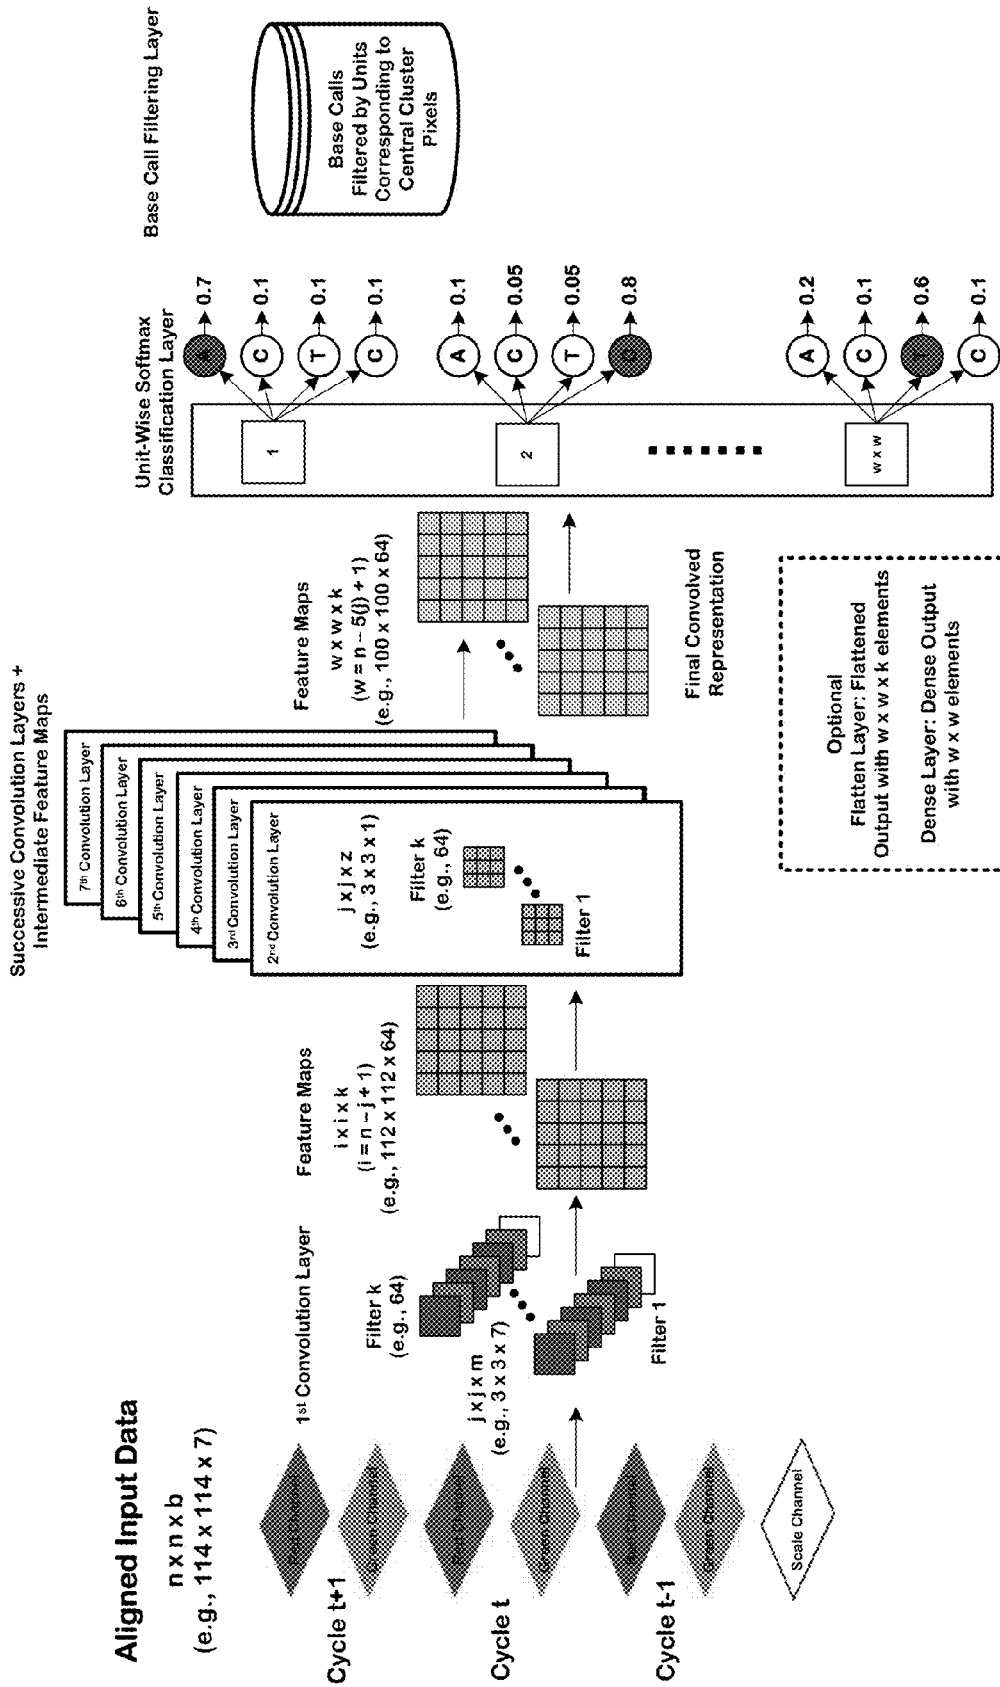 Aligned Input Data
n x n x b
(e.g., 114 x 114 x 7)
Cycle t+1
Red Channel
Green Channel
Cycle t
Red Channel
Green Channel
Cycle t-1
Red Channel
Green Channel
Scale Channel
1st Convolution Layer
Filter k
(e.g., 64)
j x j x m
(e.g., 3 x 3 x 7)
Filter 1
Feature Maps
i x i x k
(i = n – j + 1)
(e.g., 112 x 112 x 64)
Successive Convolution Layers +
Intermediate Feature Maps
7th Convolution Layer
6th Convolution Layer
5th Convolution Layer
4th Convolution Layer
3rd Convolution Layer
2nd Convolution Layer
j x j x z
(e.g., 3 x 3 x 1)
Filter k
(e.g., 64)
Filter 1
Feature Maps
w x w x k
(w = n – 5(j) + 1)
(e.g., 100 x 100 x 64)
Final Convolved
Representation
Optional
Flatten Layer: Flattened
Output with w x w x k elements
Dense Layer: Dense Output
with w x w elements
Unit-Wise Softmax
Classification Layer
1
A 0.7
C 0.1
T 0.1
C 0.1
2
A 0.1
C 0.05
T 0.05
C 0.8
w x w
A 0.2
C 0.1
T 0.6
C 0.1
Base Call Filtering Layer
Base Calls
Filtered by Units
Corresponding to
Central Cluster
Pixels